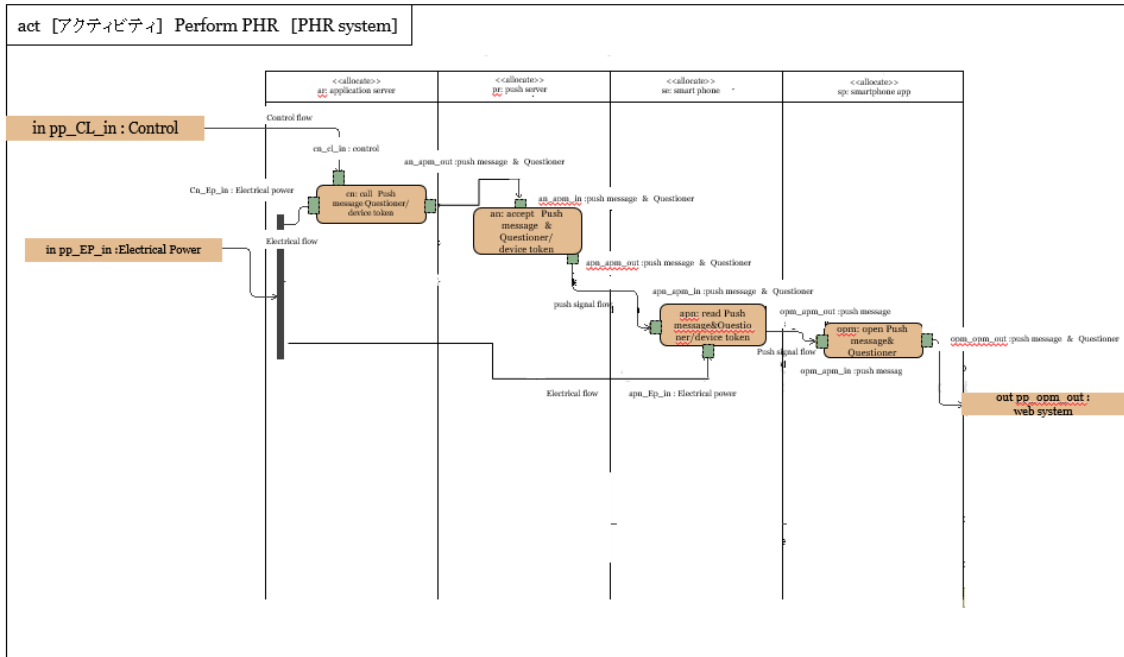 act [アクティビティ] Perform PHR [PHR system]
<<allocate>>
ar: application server
<<allocate>>
pr: push server
<<allocate>>
se: smart phone
<<allocate>>
sp: smartphone app
in pp_CL_in : Control
Control flow
cn_cl_in : control
an_apm_out :push message & Questioner
Cn_Ep_in : Electrical power
cn: call Push
message Questioner/
device token
an_apm_in :push message & Questioner
an: accept Push
message &
Questioner/
device token
Electrical flow
in pp_EP_in :Electrical Power
apn_apm_out :push message & Questioner
apn_apm_in :push message & Questioner
push signal flow
apn: read Push
message&Questio
ner/device token
opm_apm_out :push message
opm: open Push
message&
Questioner
opm_opm_out :push message & Questioner
Push signal flow
opm_apm_in :push messag
Electrical flow
apn_Ep_in : Electrical power
out pp_opm_out :
web system